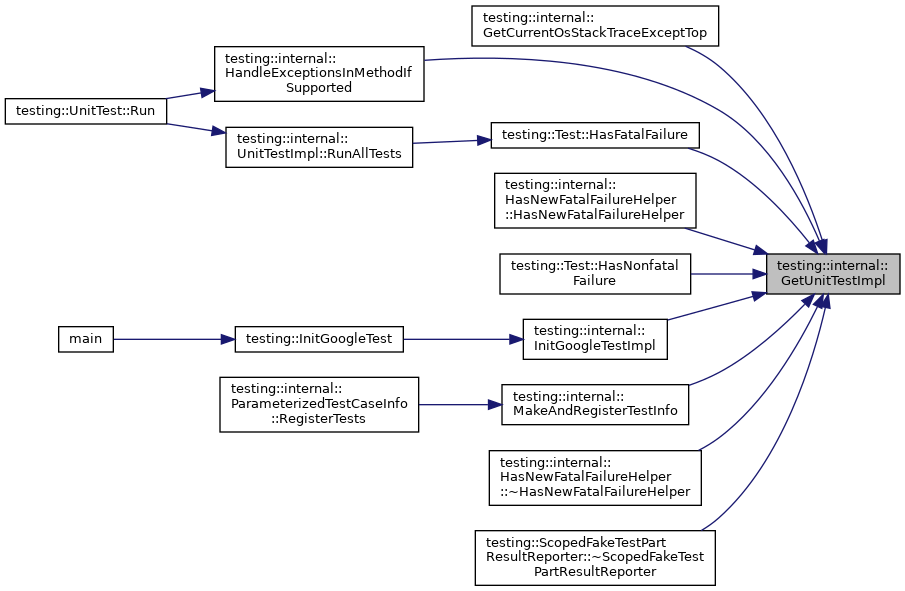 testing::internal::
GetCurrentOsStackTraceExceptTop
testing::internal::
HandleExceptionsInMethodIf
Supported
testing::UnitTest::Run
testing::internal::
UnitTestImpl::RunAllTests
testing::Test::HasFatalFailure
testing::internal::
HasNewFatalFailureHelper
::HasNewFatalFailureHelper
testing::Test::HasNonfatal
Failure
testing::internal::
GetUnitTestImpl
main
testing::InitGoogleTest
testing::internal::
InitGoogleTestImpl
testing::internal::
ParameterizedTestCaseInfo
::RegisterTests
testing::internal::
MakeAndRegisterTestInfo
testing::internal::
HasNewFatalFailureHelper
::~HasNewFatalFailureHelper
testing::ScopedFakeTestPart
ResultReporter::~ScopedFakeTest
PartResultReporter